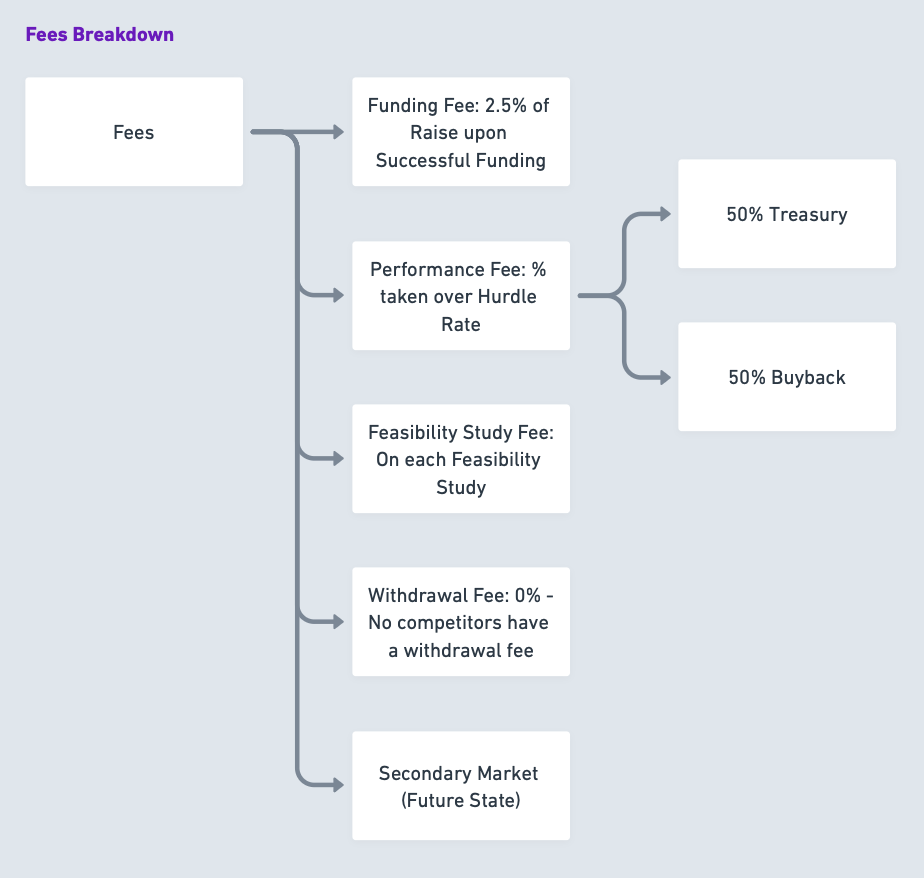 Fees Breakdown
Fees
Funding Fee: 2.5% of
Raise upon
Successful Funding
Performance Fee: %
taken over Hurdle
Rate
50% Treasury
50% Buyback
Feasibility Study Fee:
On each Feasibility
Study
Withdrawal Fee: 0% -
No competitors have
a withdrawal fee
Secondary Market
(Future State)